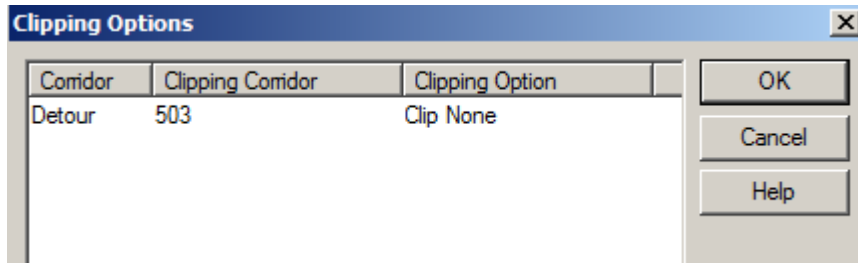 Clipping Options
Corridor Clipping Corridor Clipping Option
OK
Detour 503 Clip None
Cancel
Help